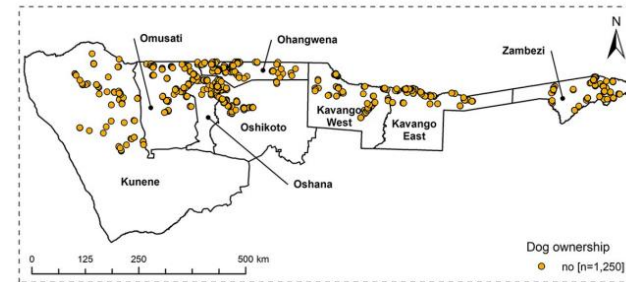 N
Omusati
Ohangwena
Zambezi
Kavango
West
Kavango
East
Oshikoto
Kunene
Oshana
Dog ownership
no [n=1,250]
0 125 250 500 km